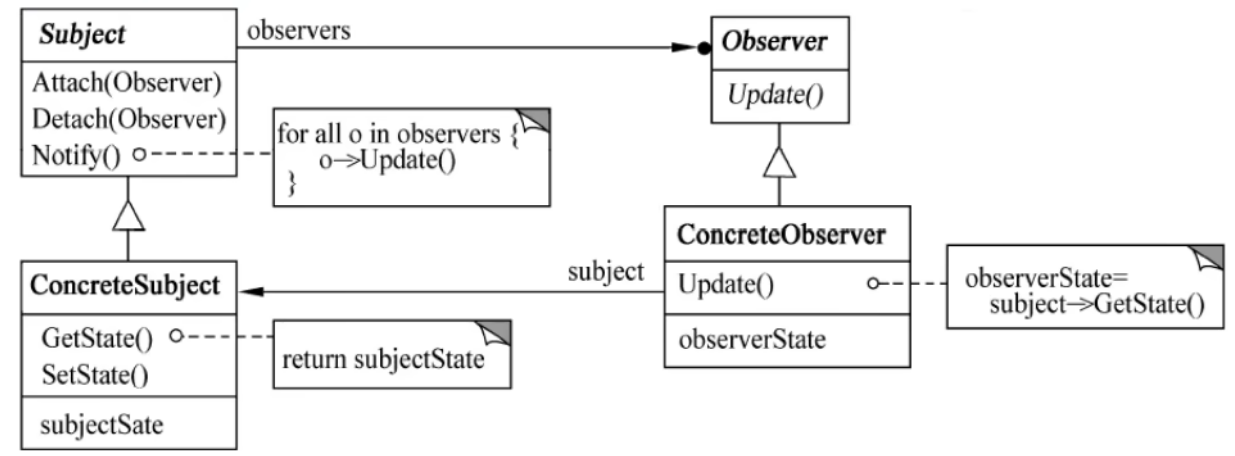 Subject
Attach(Observer)
Detach(Observer)
Notify()
observers
for all o in observers {
o->Update()
}
Observer
Update()
ConcreteSubject
GetState()
SetState()
subjectSate
return subjectState
subject
ConcreteObserver
Update()
observerState
observerState=
subject->GetState()